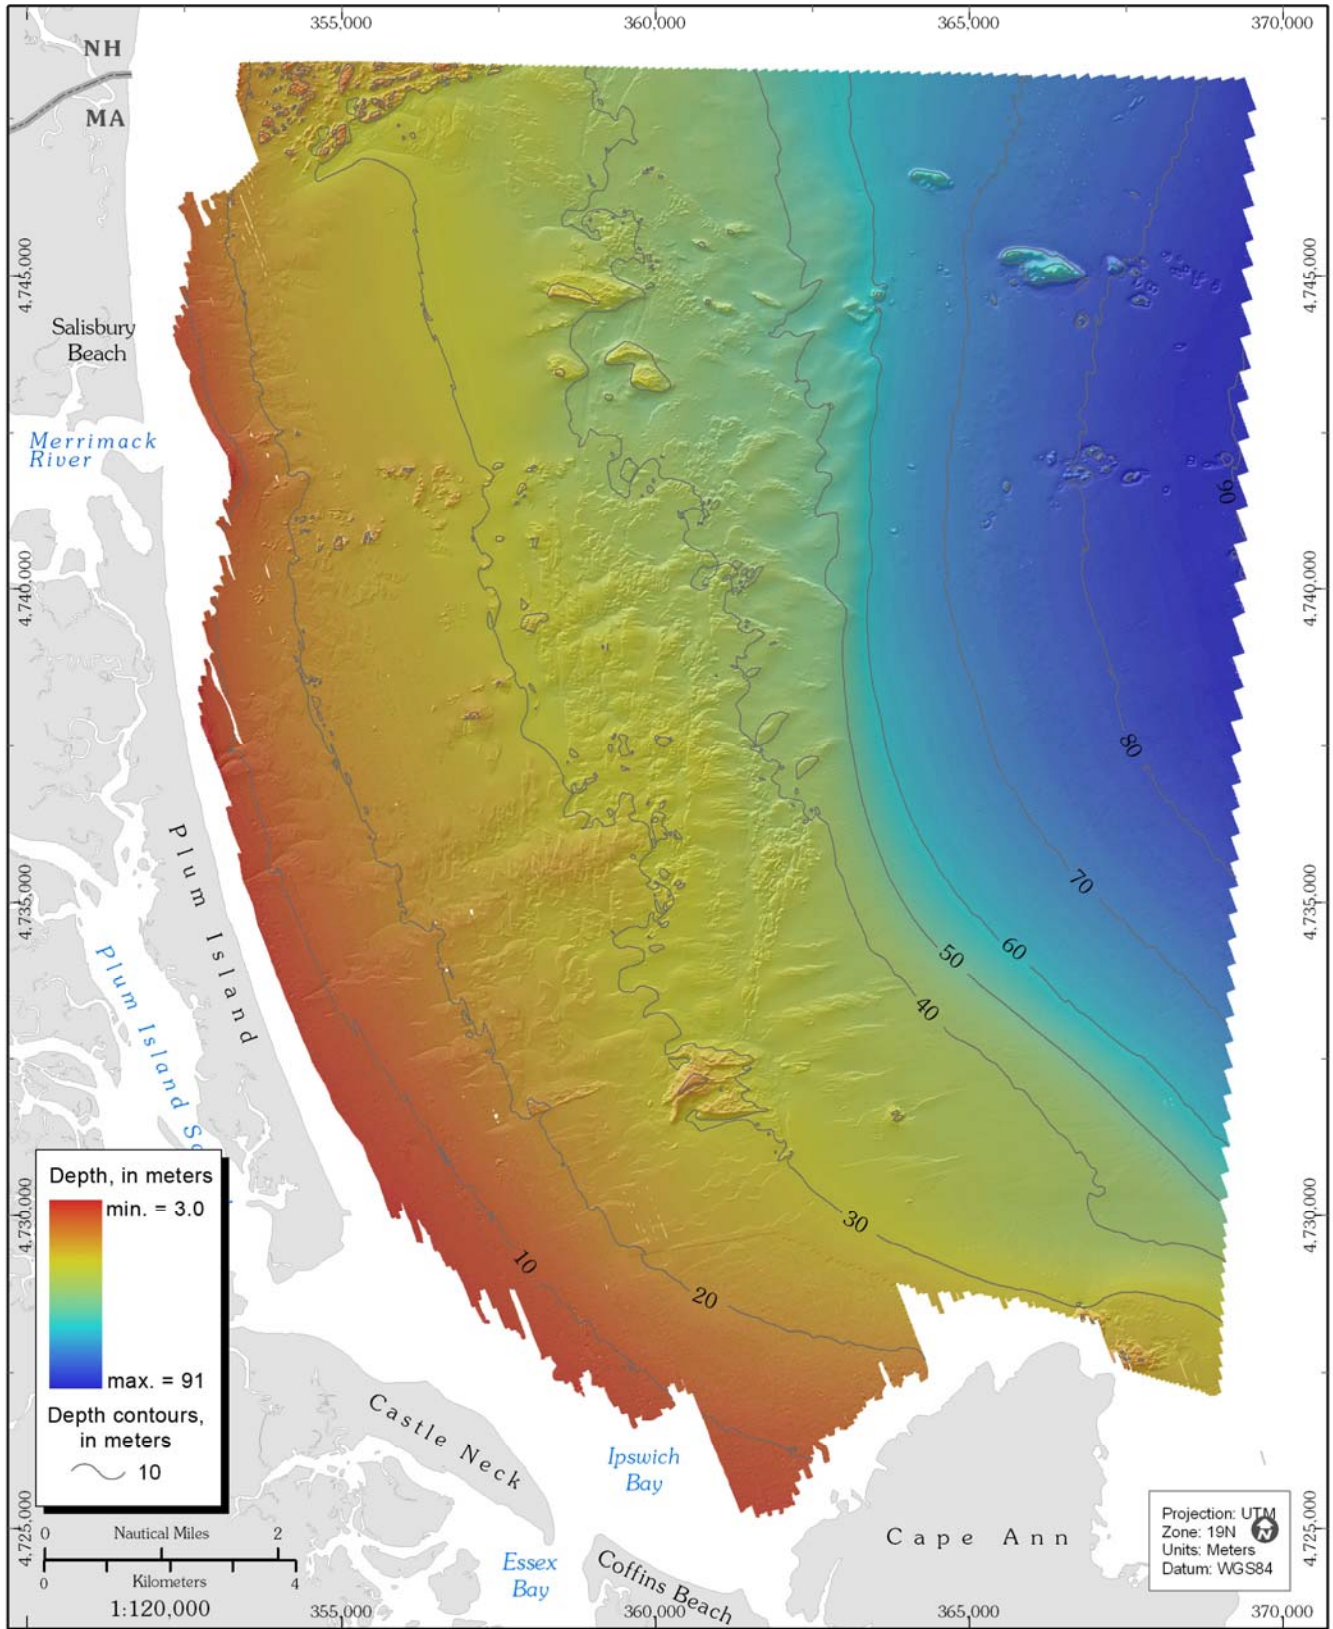 355,000
360,000
365,000
370,000
NH
MA
4,745,000
4,745,000
Salisbury
Beach
Merrimack
River
90
4,740,000
4,740,000
80
Plum Island
70
4,735,000
4,735,000
60
50
40
Plum Island
Depth, in meters
min. = 3.0
max. = 91
Depth contours,
in meters
10
4,730,000
4,730,000
30
10
20
Castle Neck
Ipswich
Bay
Cape Ann
Essex
Bay
Coffins Beach
4,725,000
4,725,000
0
Nautical Miles
2
0
Kilometers
4
1:120,000
Projection: UTM
Zone: 19N
Units: Meters
Datum: WGS84
N
355,000
360,000
365,000
370,000